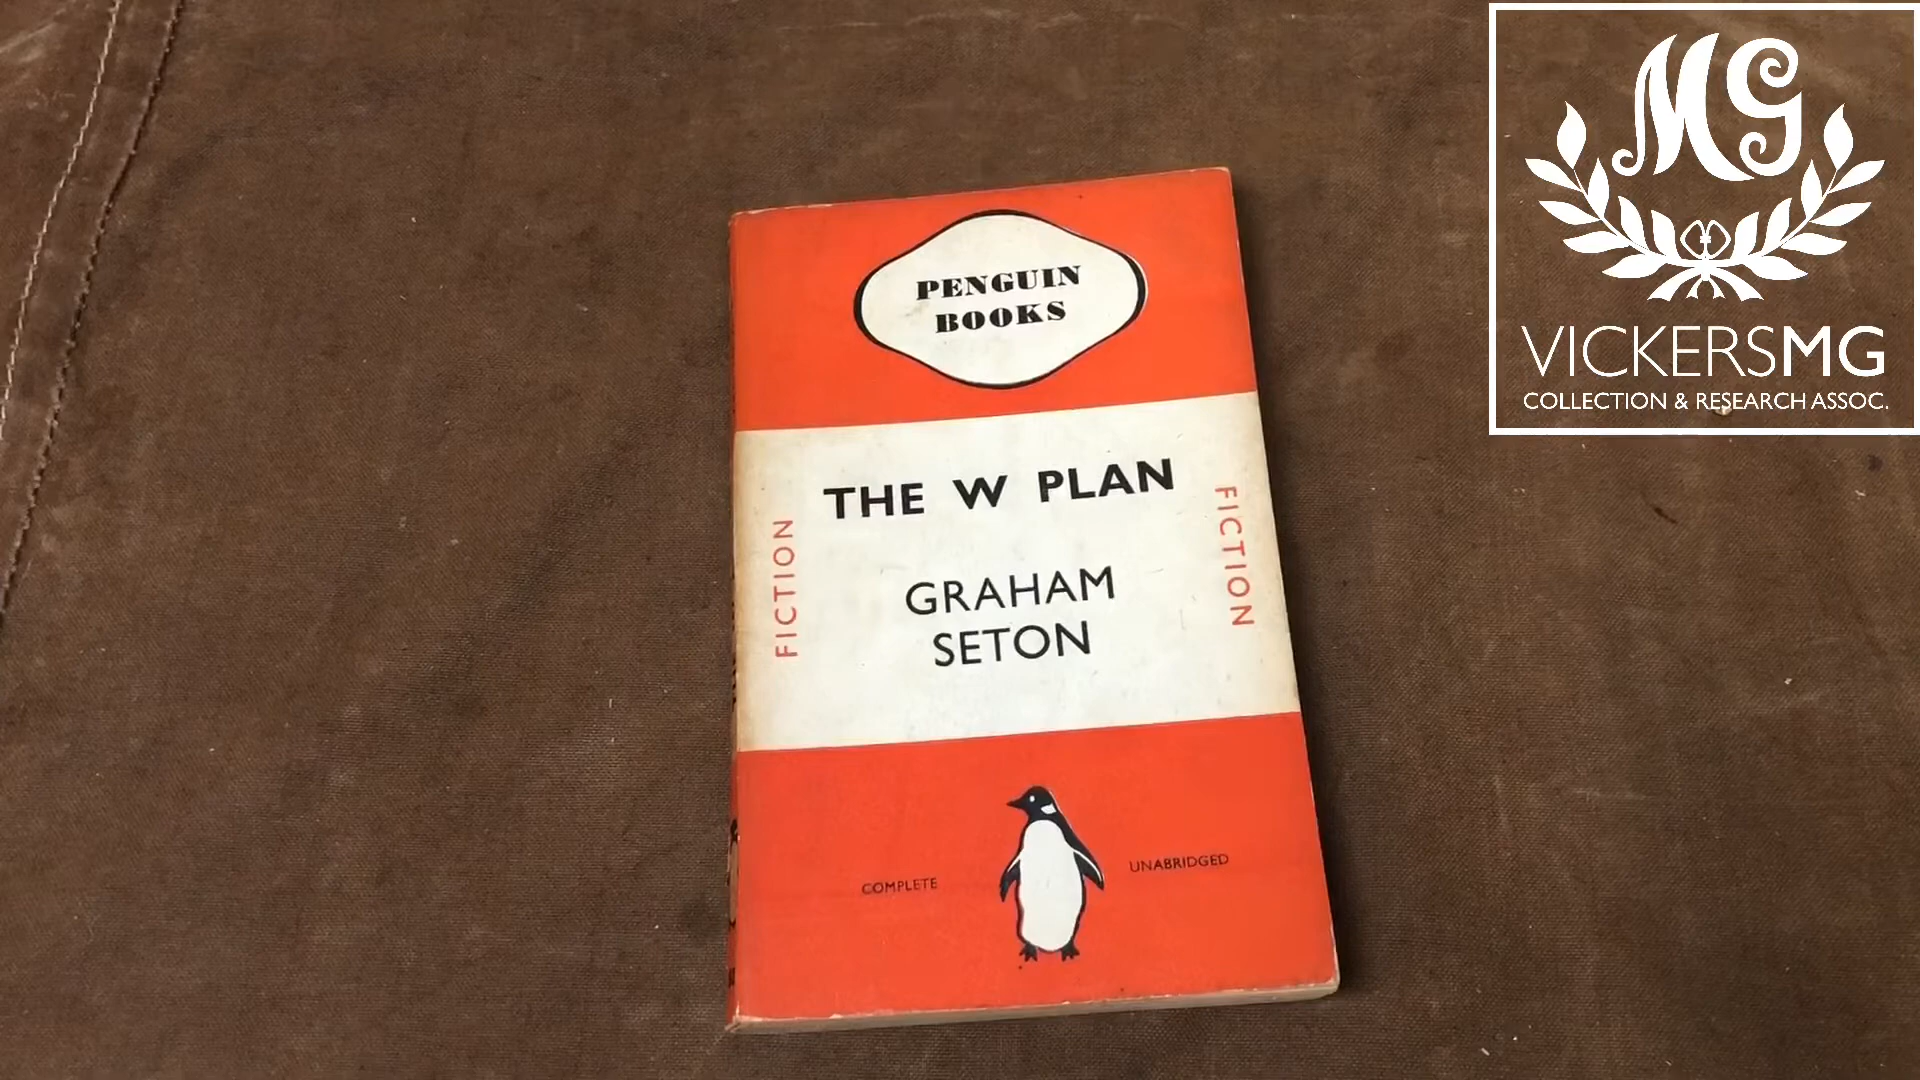 PENGUIN
BOOKS
THE W PLAN
GRAHAM
SETON
FICTION
FICTION
COMPLETE
UNABRIDGED
MG
VICKERSMG
COLLECTION & RESEARCH ASSOC.